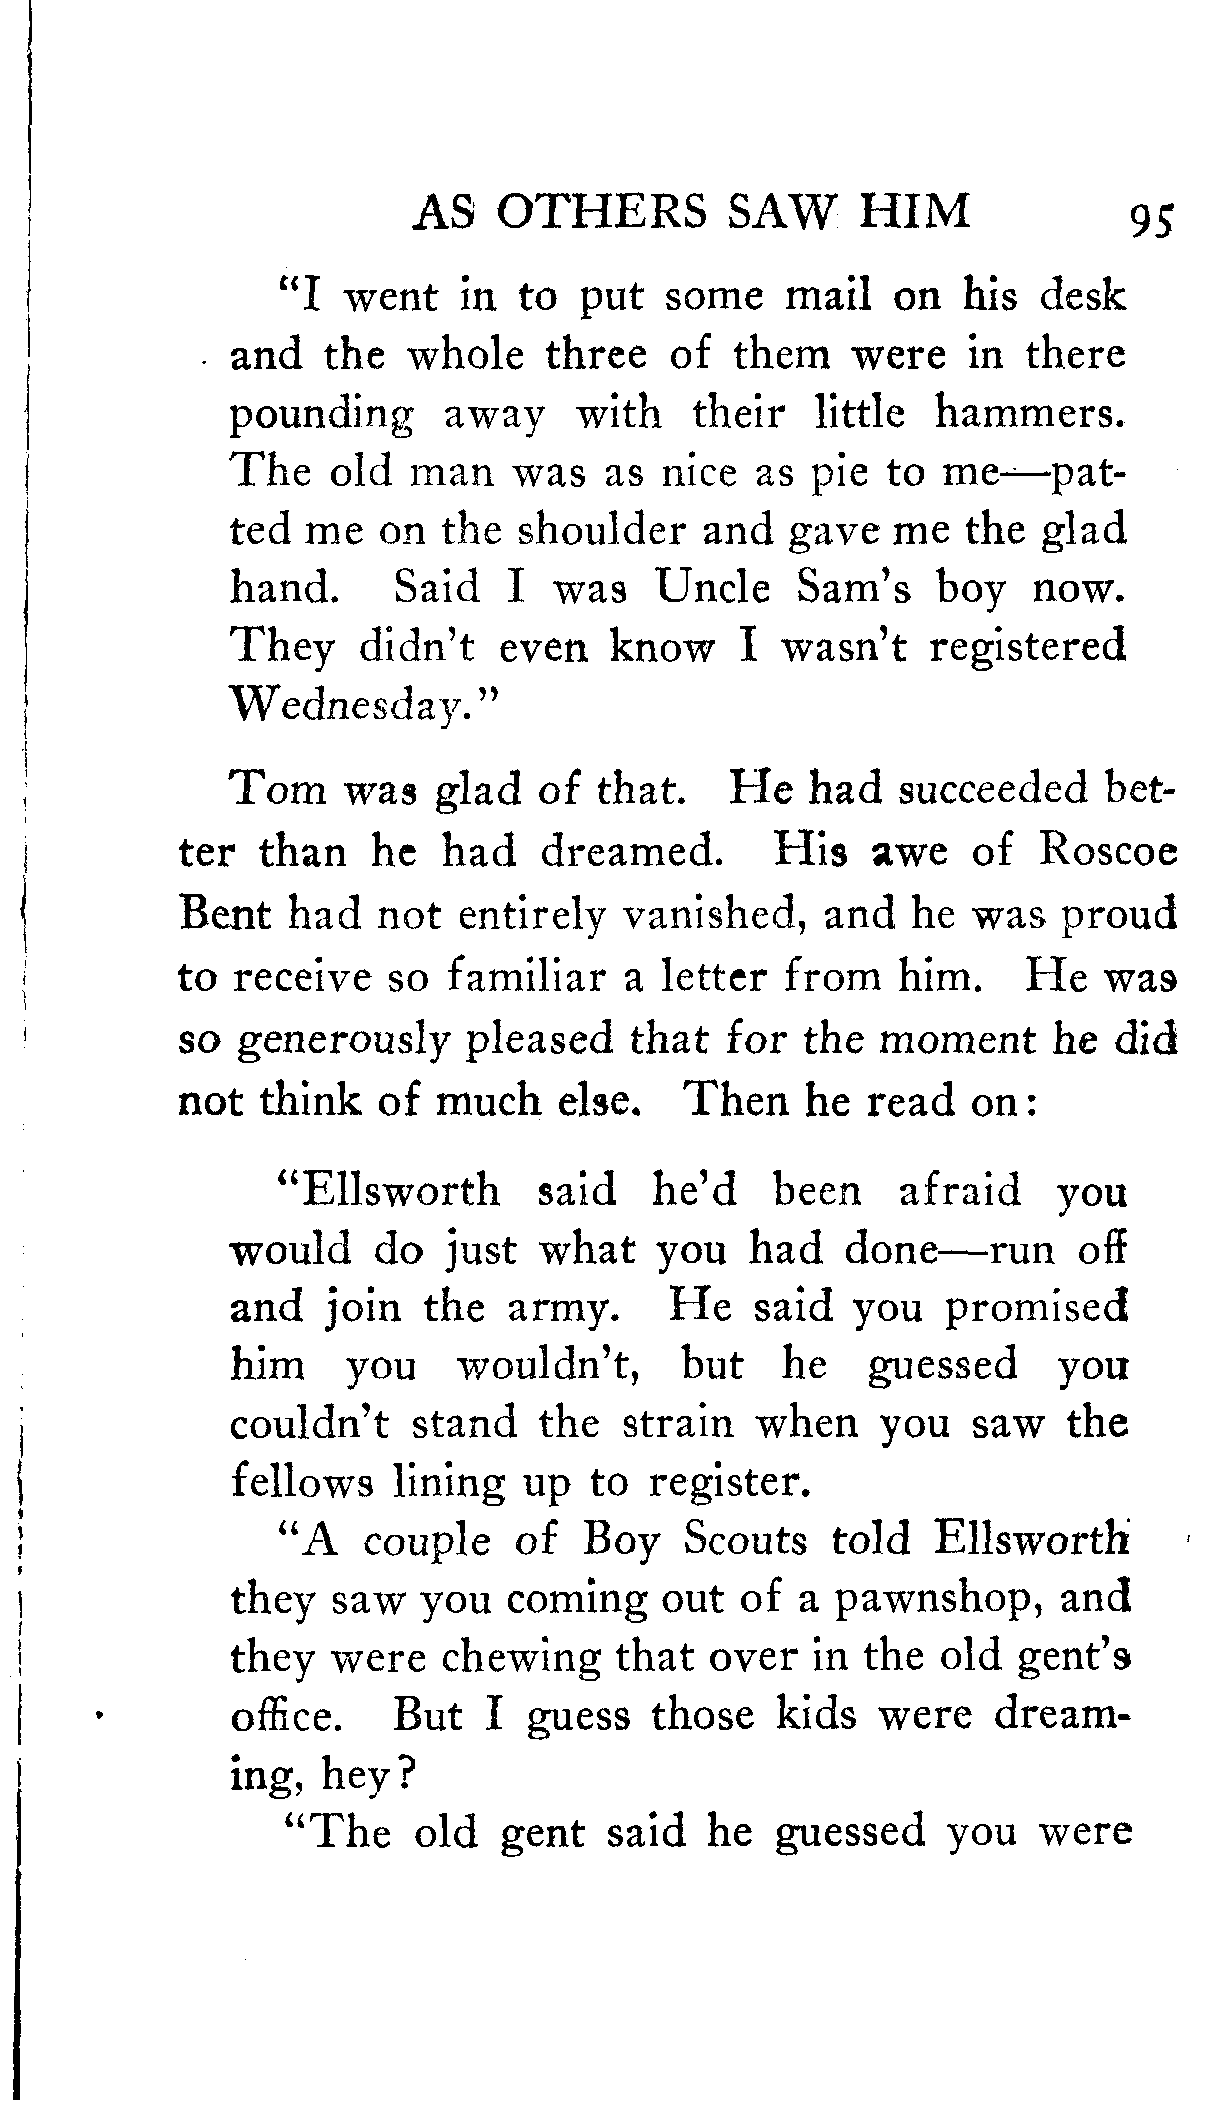 AS OTHERS SAW HIM 95
"I went in to put some mail on his desk
and the whole three of them were in there
pounding away with their little hammers.
The old man was as nice as pie to me—pat-
ted me on the shoulder and gave me the glad
hand. Said I was Uncle Sam's boy now.
They didn't even know I wasn't registered
Wednesday."
Tom was glad of that. He had succeeded bet-
ter than he had dreamed. His awe of Roscoe
Bent had not entirely vanished, and he was proud
to receive so familiar a letter from him. He was
so generously pleased that for the moment he did
not think of much else. Then he read on:
"Ellsworth said he'd been afraid you
would do just what you had done—run off
and join the army. He said you promised
him you wouldn't, but he guessed you
couldn't stand the strain when you saw the
fellows lining up to register.
"A couple of Boy Scouts told Ellsworth
they saw you coming out of a pawnshop, and
they were chewing that over in the old gent's
office. But I guess those kids were dream-
ing, hey?
"The old gent said he guessed you were